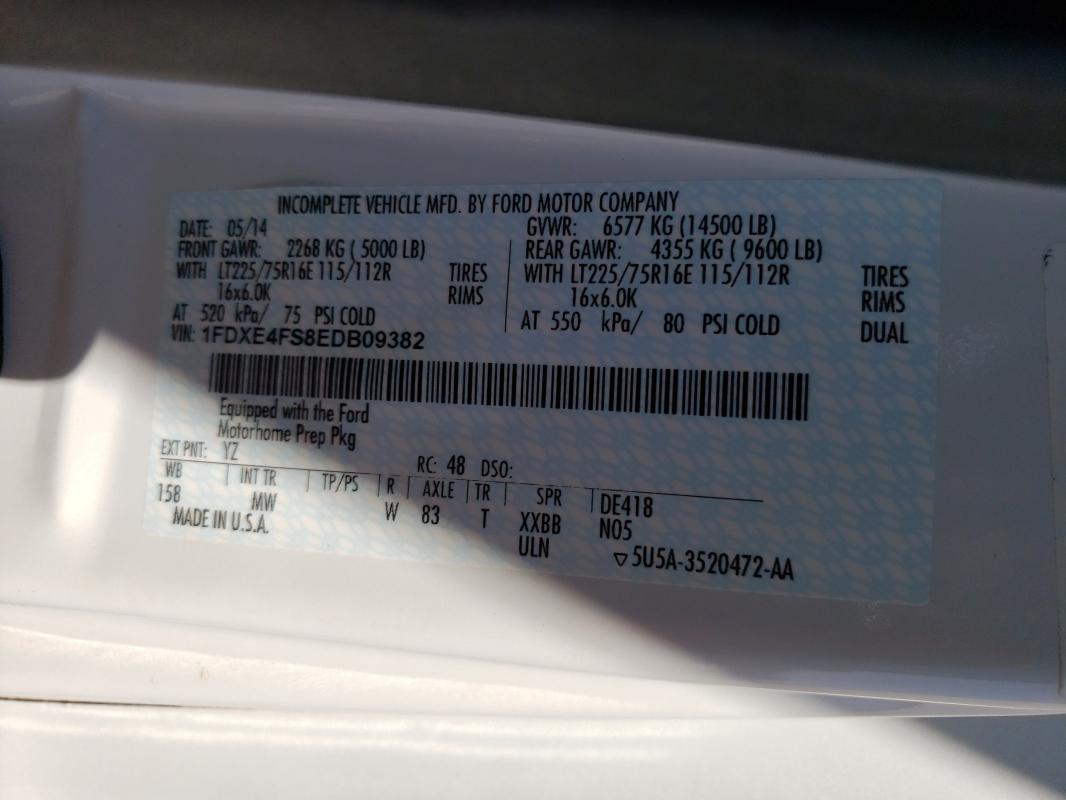 INCOMPLETE VEHICLE MFD. BY FORD MOTOR COMPANY
DATE: 05/14 GVWR: 6577 KG (14500 LB)
FRONT GAWR: 2268 KG ( 5000 LB) REAR GAWR: 4355 KG ( 9600 LB)
WITH LT225/75R16E 115/112R TIRES WITH LT225/75R16E 115/112R TIRES
16x6.0K RIMS 16x6.0K RIMS
AT 520 kPa/ 75 PSI COLD AT 550 kPa/ 80 PSI COLD DUAL
VIN: 1FDXE4FS8EDB09382
Equipped with the Ford
Motorhome Prep Pkg
EXT PNT: YZ RC: 48 DSO:
WB INT TR TP/PS R AXLE TR SPR DE418
158 MW W 83 T XXBB N05
MADE IN U.S.A. ULN ▽5U5A-3520472-AA